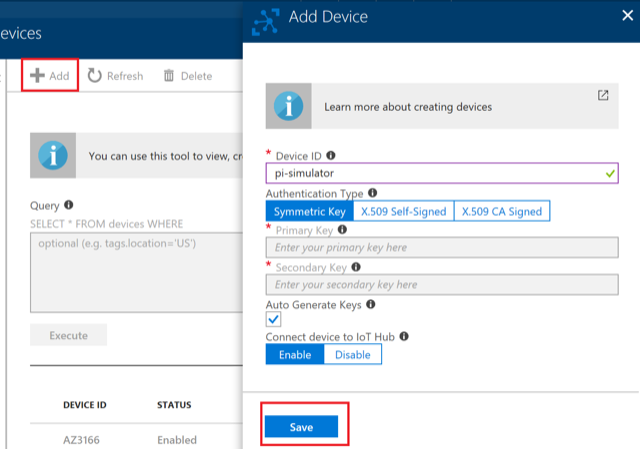 evices
Add
Refresh
Delete
You can use this tool to view, cr
Query
SELECT * FROM devices WHERE
optional (e.g. tags.location='US')
Execute
DEVICE ID STATUS
AZ3166 Enabled
Add Device
Learn more about creating devices
* Device ID
pi-simulator
Authentication Type
Symmetric Key X.509 Self-Signed X.509 CA Signed
* Primary Key
Enter your primary key here
* Secondary Key
Enter your secondary key here
Auto Generate Keys
Connect device to IoT Hub
Enable Disable
Save